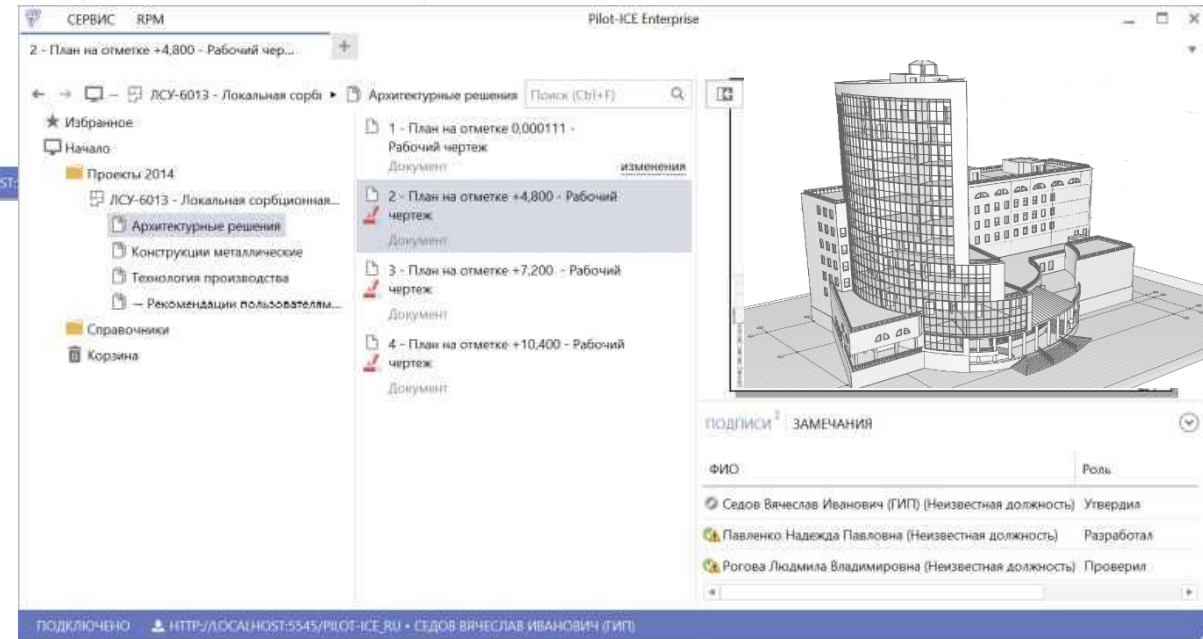 СЕРВИС RPM
Pilot-ICE Enterprise
2 - План на отметке +4,800 - Рабочий чер...
ЛСУ-6013 - Локальная сорбц
Архитектурные решения
Поиск (Ctrl+F)
Избранное
Начало
Проекты 2014
ЛСУ-6013 - Локальная сорбционная...
Архитектурные решения
Конструкции металлические
Технология производства
— Рекомендации пользователям...
Справочники
Корзина
1 - План на отметке 0,000111 -
Рабочий чертеж
Документ
изменения
2 - План на отметке +4,800 - Рабочий
чертеж
Документ
3 - План на отметке +7,200 - Рабочий
чертеж
Документ
4 - План на отметке +10,400 - Рабочий
чертеж
Документ
ПОДПИСИ ЗАМЕЧАНИЯ
ФИО Роль
Седов Вячеслав Иванович (ГИП) (Неизвестная должность) Утвердил
Павленко Надежда Павловна (Неизвестная должность) Разработал
Рогова Людмила Владимировна (Неизвестная должность) Проверил
ST:
ПОДКЛЮЧЕНО HTTP://LOCALHOST:5545/PILOT-ICE_RU • СЕДОВ ВЯЧЕСЛАВ ИВАНОВИЧ (ГИП)